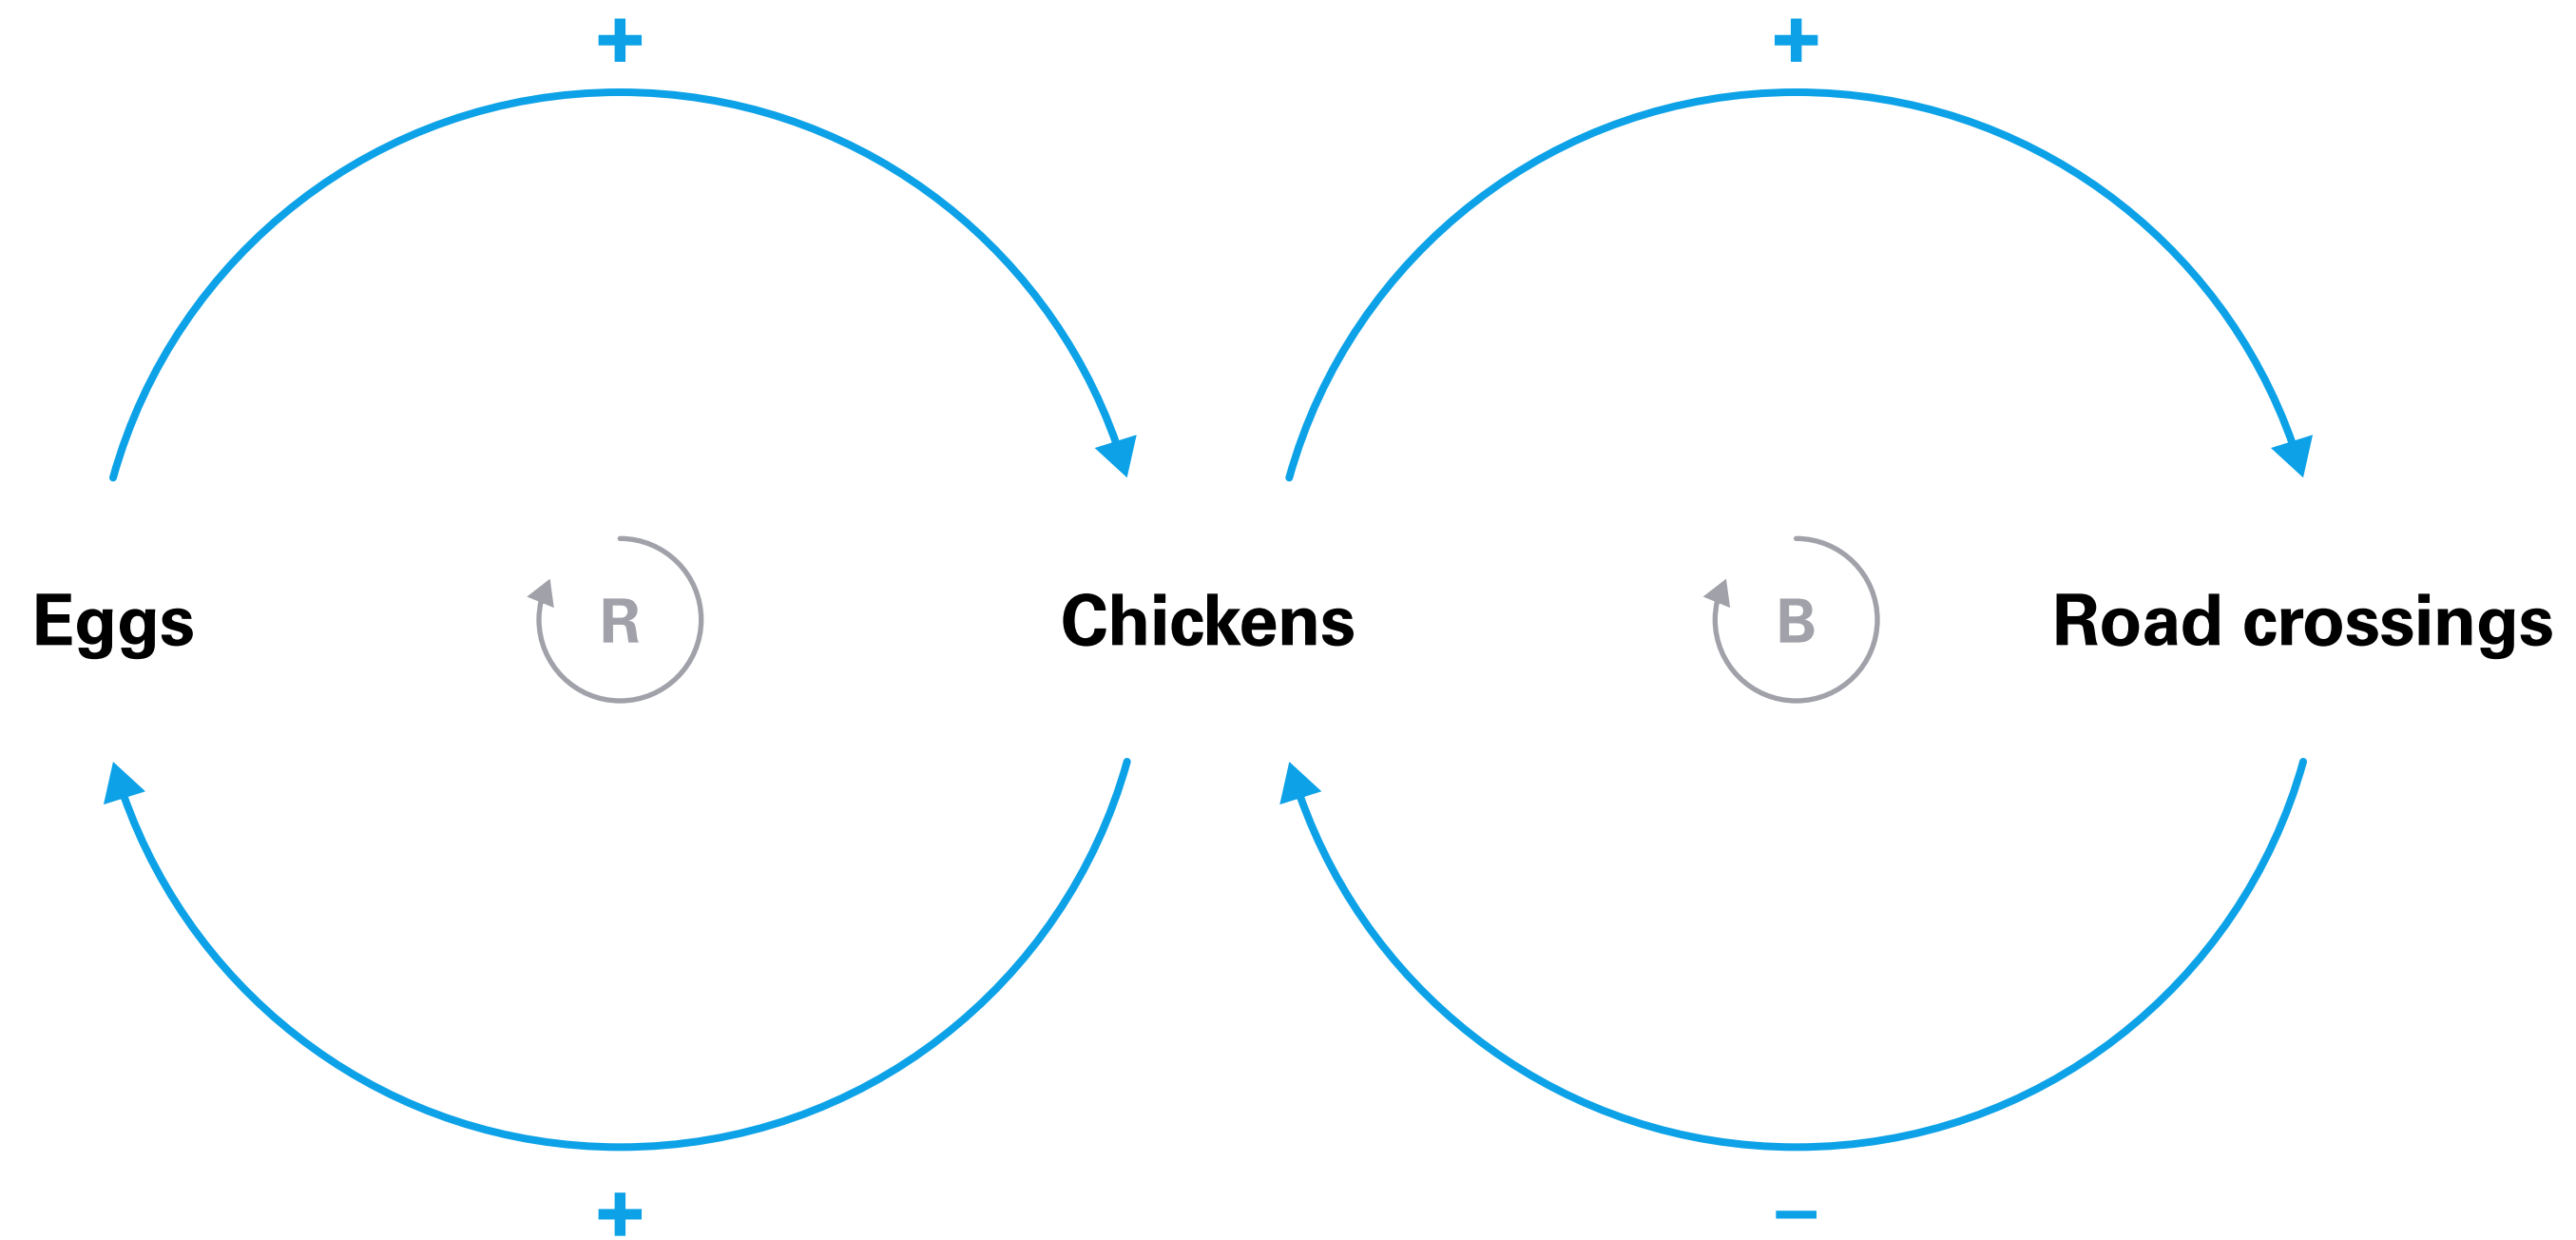 + +
Eggs R Chickens B Road crossings
+ –